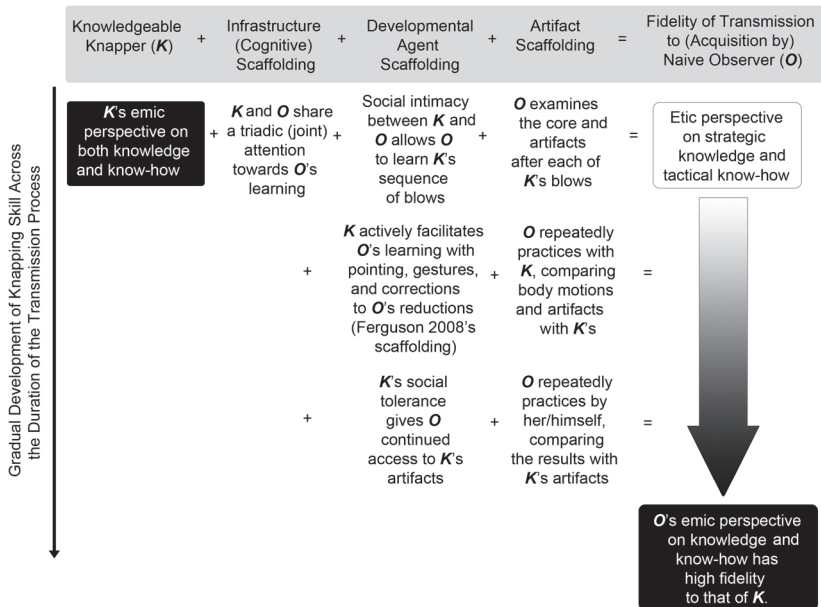 Knowledgeable
Knapper (K)
+
Infrastructure
(Cognitive)
Scaffolding
+
Developmental
Agent
Scaffolding
+
Artifact
Scaffolding
=
Fidelity of Transmission
to (Acquisition by)
Naive Observer (O)
Gradual Development of Knapping Skill Across
the Duration of the Transmission Process
K's emic
perspective on
both knowledge
and know-how
+
K and O share
a triadic (joint)
attention
towards O's
learning
+
Social intimacy
between K and
O allows O
to learn K's
sequence
of blows
+
O examines
the core and
artifacts
after each of
K's blows
=
Etic perspective
on strategic
knowledge and
tactical know-how
+
K actively facilitates
O's learning with
pointing, gestures,
and corrections
to O's reductions
(Ferguson 2008's
scaffolding)
+
O repeatedly
practices with
K, comparing
body motions
and artifacts
with K's
=
+
K's social
tolerance
gives O
continued
access to K's
artifacts
+
O repeatedly
practices by
her/himself,
comparing
the results with
K's artifacts
=
O's emic perspective
on knowledge and
know-how has
high fidelity
to that of K.